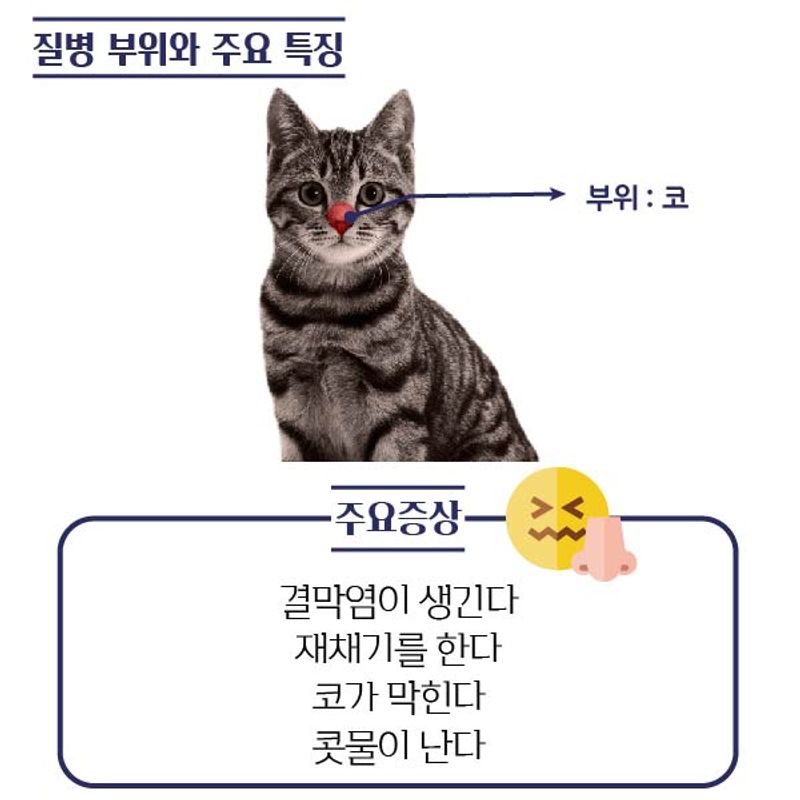 질병 부위와 주요 특징
부위 : 코
주요증상
결막염이 생긴다
재채기를 한다
코가 막힌다
콧물이 난다